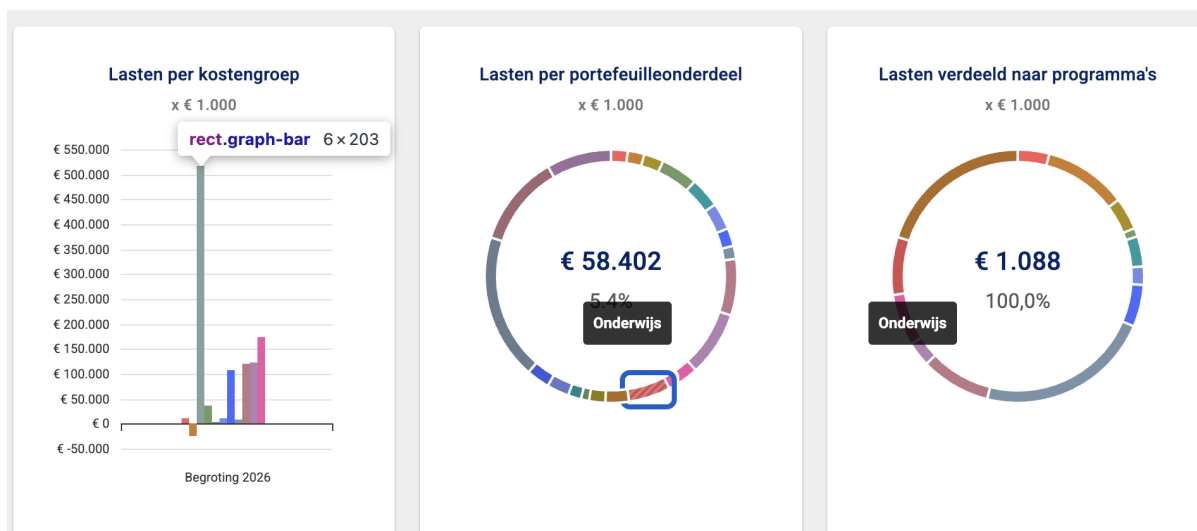 Lasten per kostengroep
x € 1.000
rect.graph-bar 6 × 203
€ 550.000
€ 500.000
€ 450.000
€ 400.000
€ 350.000
€ 300.000
€ 250.000
€ 200.000
€ 150.000
€ 100.000
€ 50.000
€ 0
€ -50.000
Begroting 2026
Lasten per portefeuilleonderdeel
x € 1.000
€ 58.402
5.4%
Onderwijs
Lasten verdeeld naar programma's
x € 1.000
€ 1.088
100,0%
Onderwijs